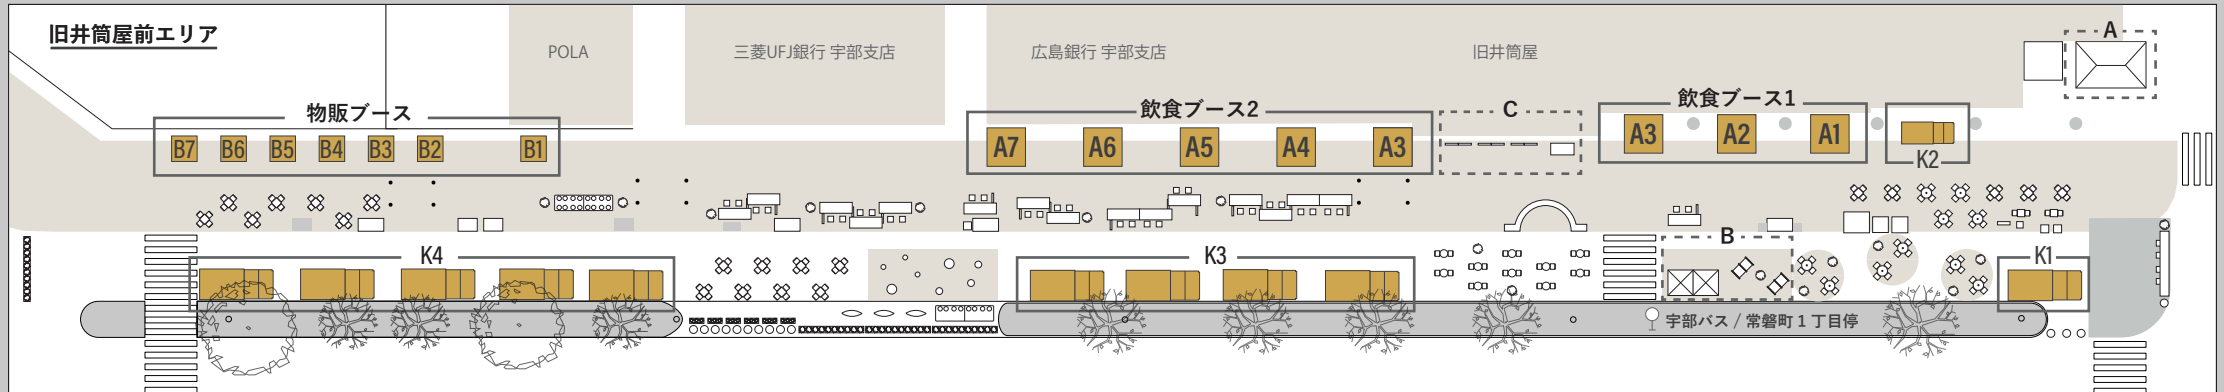 旧井筒屋前エリア
POLA
三菱UFJ銀行 宇部支店
広島銀行 宇部支店
旧井筒屋
A
物販ブース
飲食ブース2
C
飲食ブース1
B7 B6 B5 B4 B3 B2 B1
A7 A6 A5 A4 A3
A3 A2 A1
K2
K4
K3
B
K1
宇部バス / 常磐町1丁目停